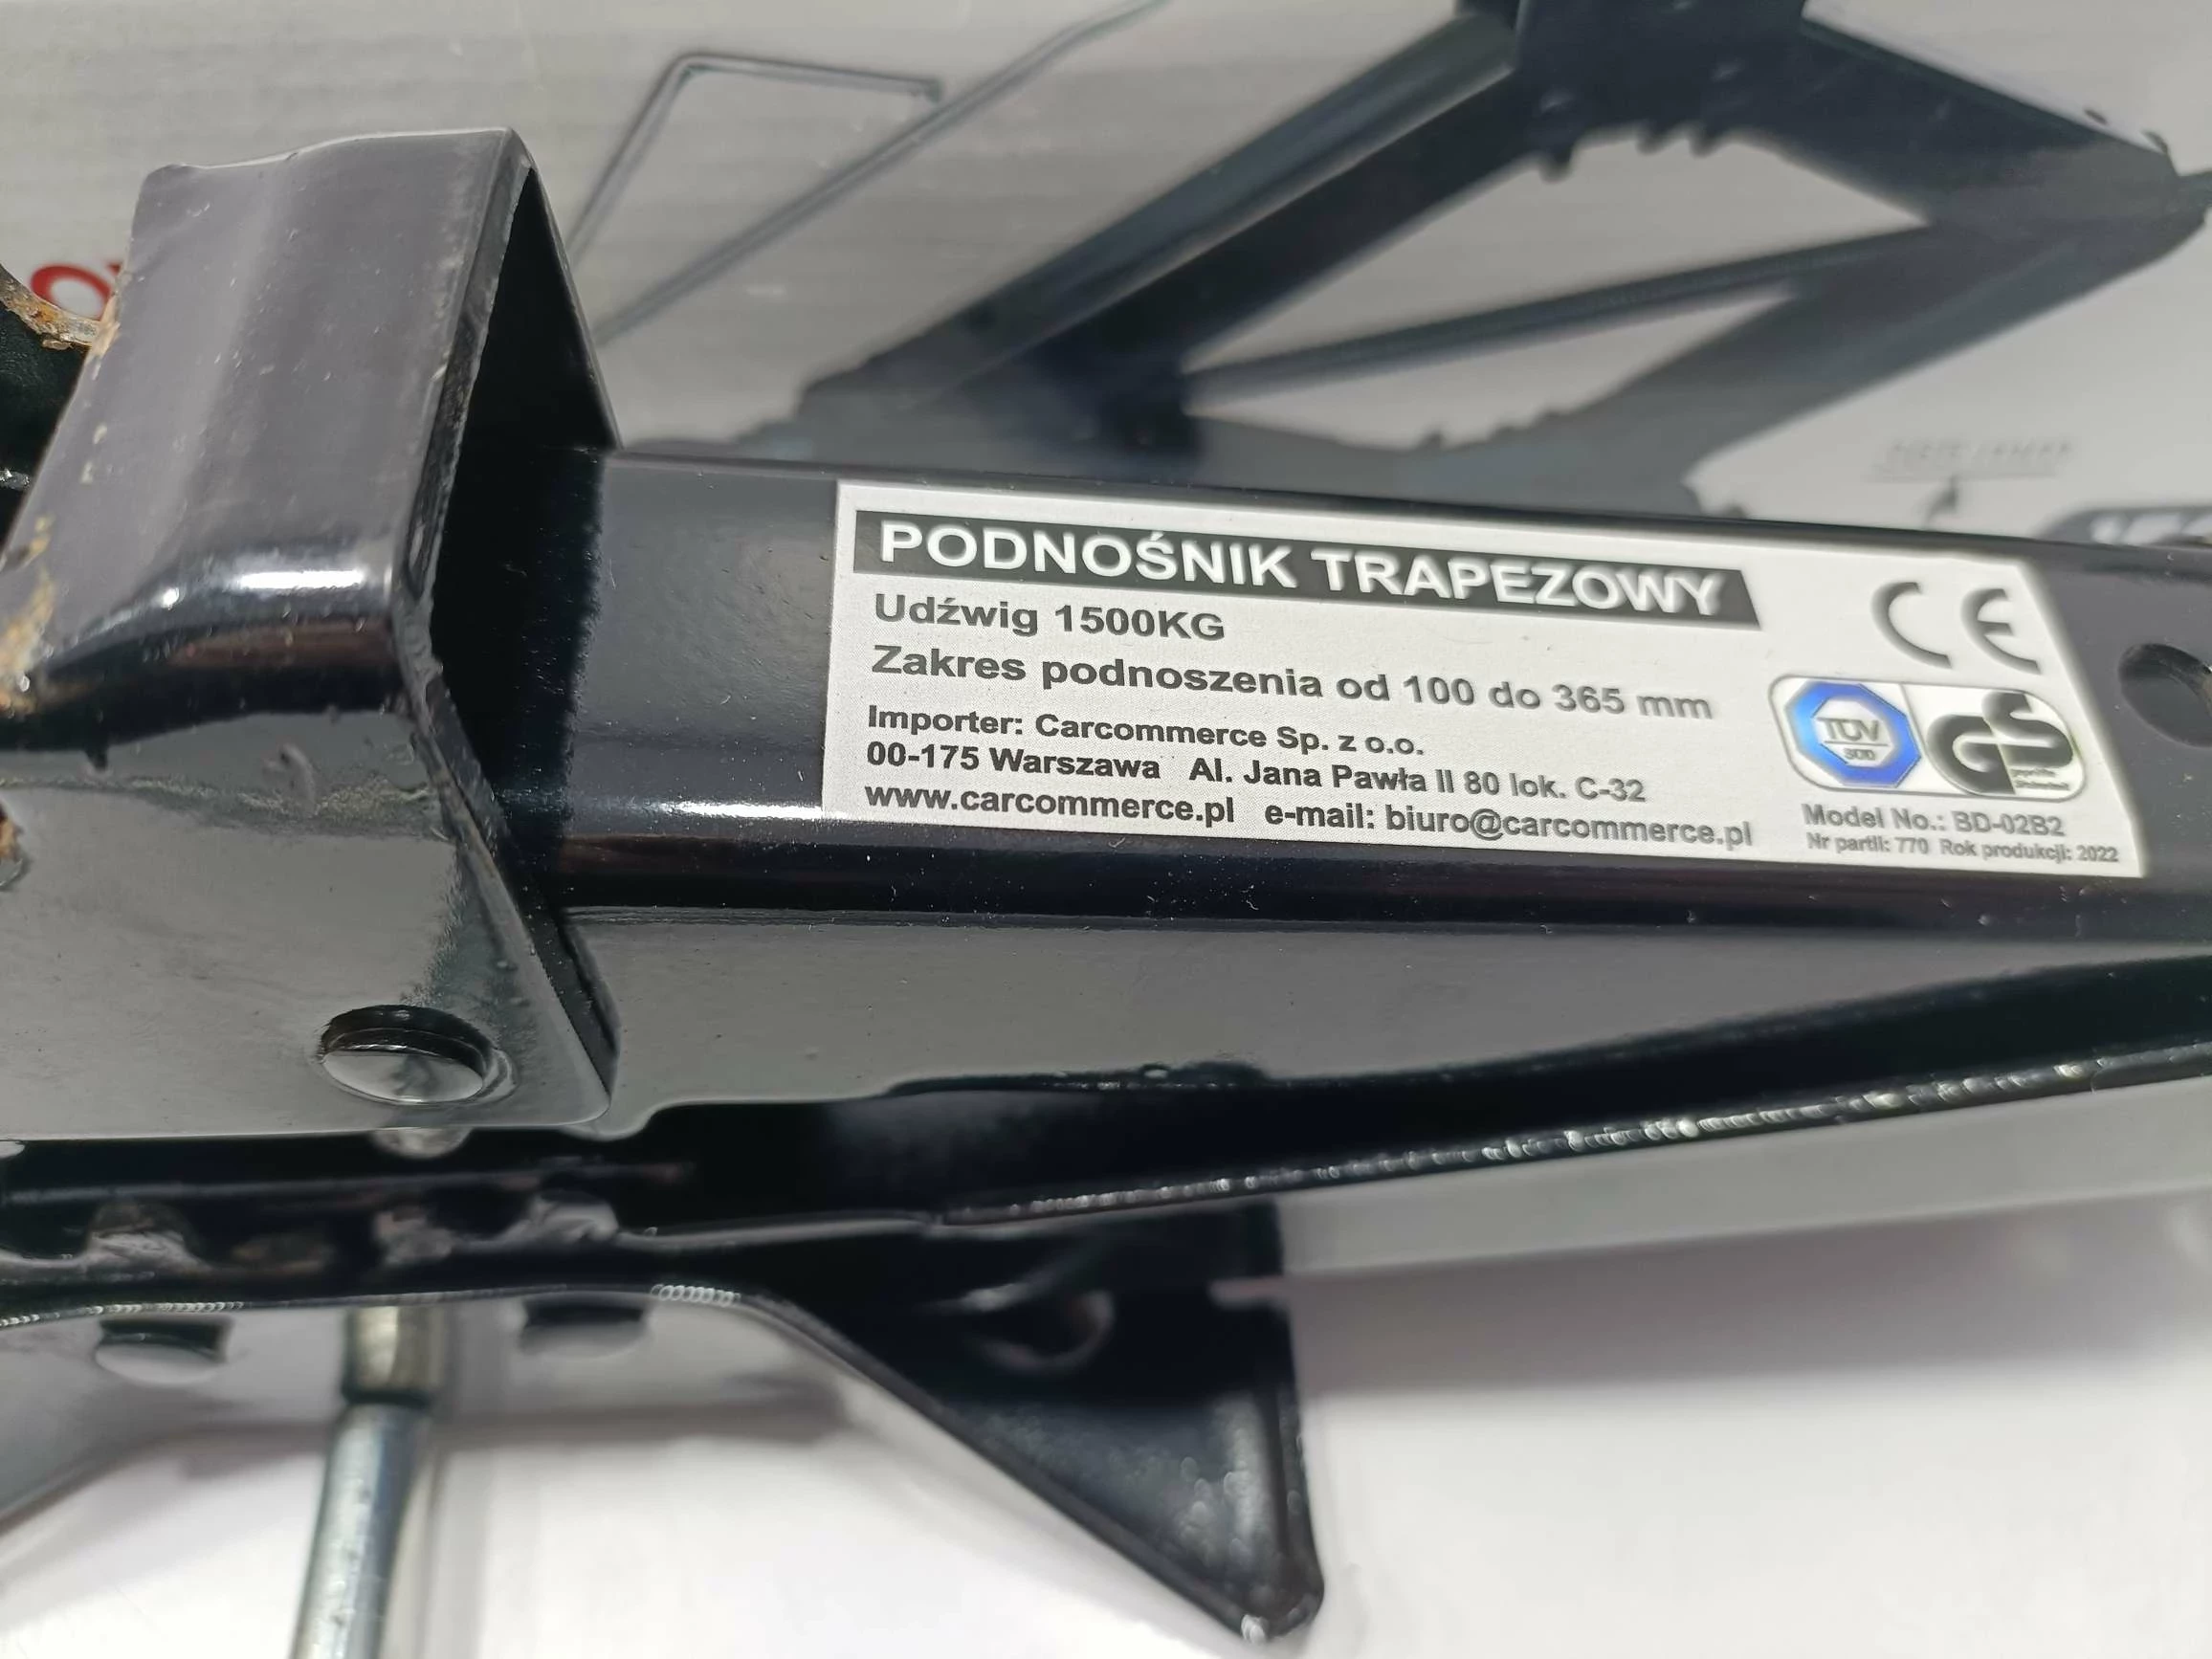 PODNOŚNIK TRAPEZOWY
Udźwig 1500KG
Zakres podnoszenia od 100 do 365 mm
Importer: Carcommerce Sp. z o.o.
00-175 Warszawa Al. Jana Pawła II 80 lok. C-32
www.carcommerce.pl e-mail: biuro@carcommerce.pl
CE
TÜV
GS
Model No.: BD-02B2
Nr partii: 770 Rok produkcji: 2022